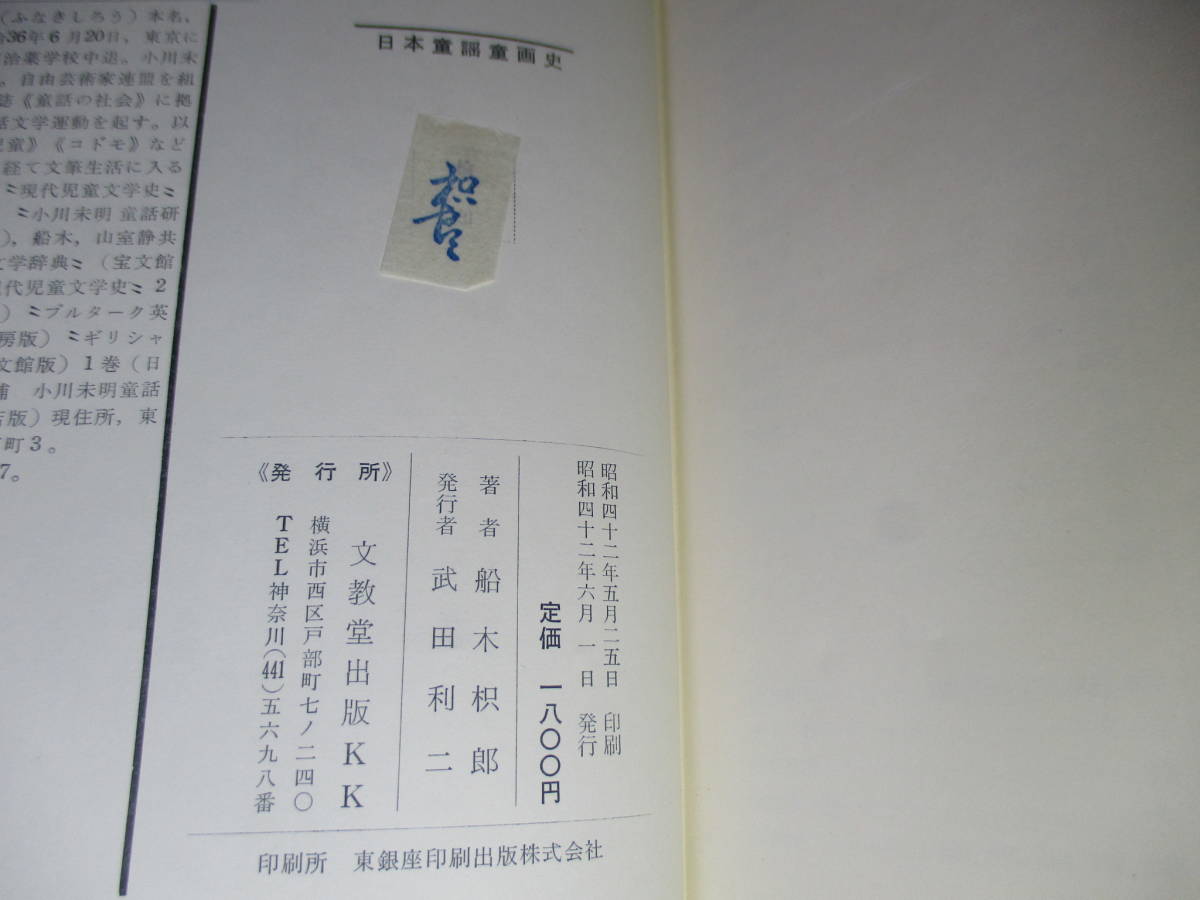 (ふなきしろう) 本名,
36年6月20日, 東京に
治薬学校中退。小川未
。自由芸術家連盟を組
誌《童話の社会》に拠
話文学運動を起す。以
児童》《コドモ》など
経て文筆生活に入る
〝現代児童文学史〟
〝小川未明 童話研
), 船木, 山室静共
文学辞典〟(宝文館
現代児童文学史〟2
) 〝プルターク英
房版) 〝ギリシャ
文館版) 1巻 (日
小川未明童話
店版) 現住所, 東
町3。
7。
日本童謡童画史
昭和四十二年五月二五日 印刷
昭和四十二年六月 一日 発行
定価 一八〇〇円
著者 船木枳郎
発行者 武田利二
《発行所》 文教堂出版KK
横浜市西区戸部町七ノ二四〇
TEL神奈川(441)五六九八番
印刷所 東銀座印刷出版株式会社